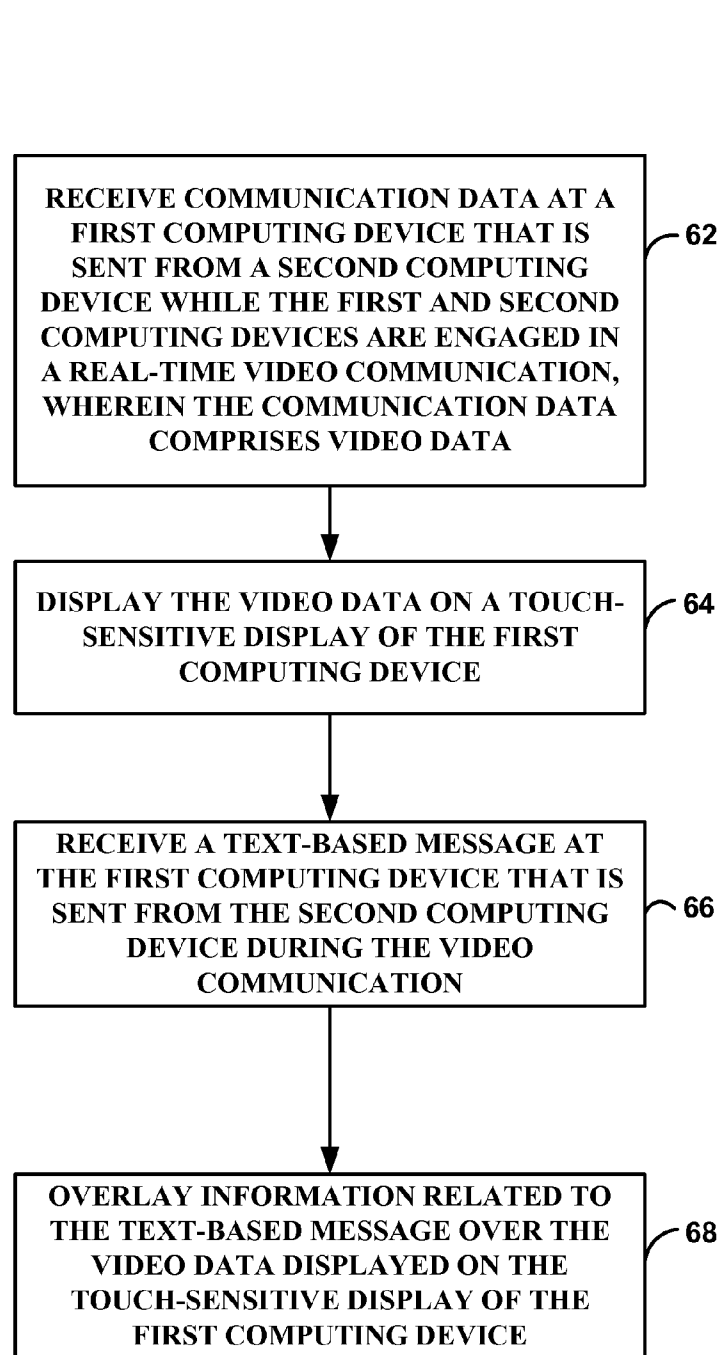 RECEIVE COMMUNICATION DATA AT A
FIRST COMPUTING DEVICE THAT IS
SENT FROM A SECOND COMPUTING
DEVICE WHILE THE FIRST AND SECOND
COMPUTING DEVICES ARE ENGAGED IN
A REAL-TIME VIDEO COMMUNICATION,
WHEREIN THE COMMUNICATION DATA
COMPRISES VIDEO DATA
62
DISPLAY THE VIDEO DATA ON A TOUCH-
SENSITIVE DISPLAY OF THE FIRST
COMPUTING DEVICE
64
RECEIVE A TEXT-BASED MESSAGE AT
THE FIRST COMPUTING DEVICE THAT IS
SENT FROM THE SECOND COMPUTING
DEVICE DURING THE VIDEO
COMMUNICATION
66
OVERLAY INFORMATION RELATED TO
THE TEXT-BASED MESSAGE OVER THE
VIDEO DATA DISPLAYED ON THE
TOUCH-SENSITIVE DISPLAY OF THE
FIRST COMPUTING DEVICE
68